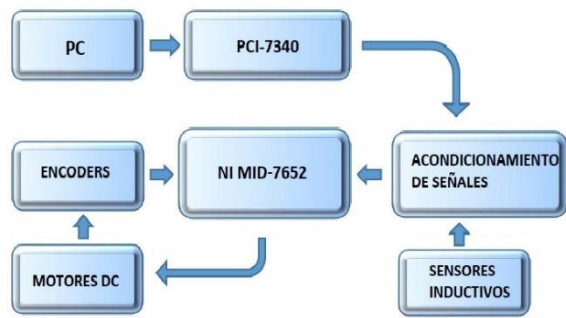 PC
PCI-7340
ENCODERS
NI MID-7652
ACONDICIONAMIENTO
DE SEÑALES
MOTORES DC
SENSORES
INDUCTIVOS